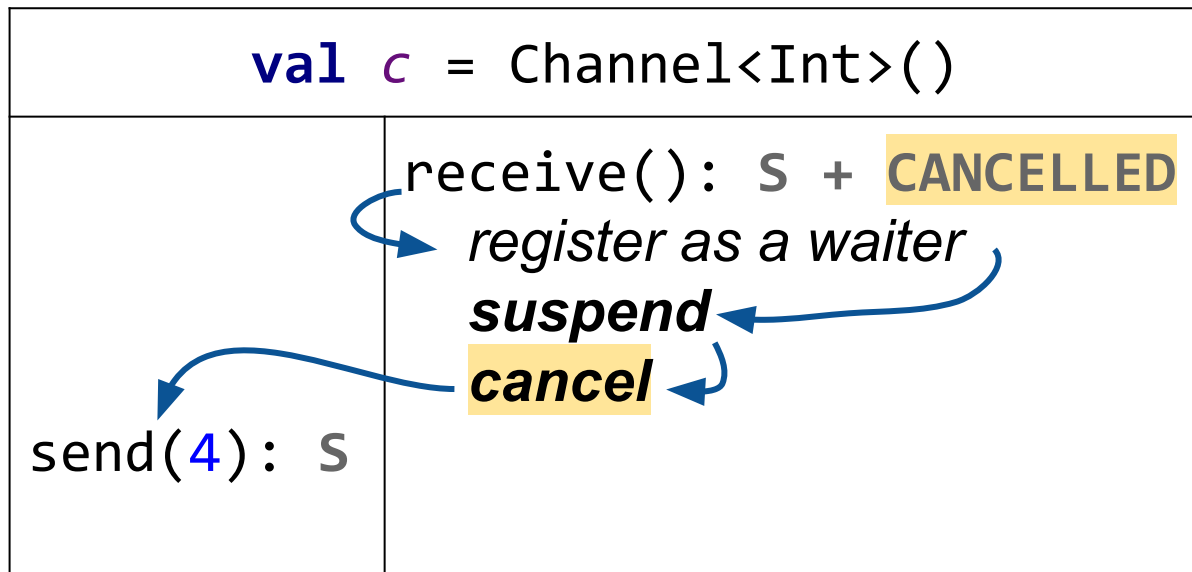 val c = Channel<Int>()
receive(): S + CANCELLED
register as a waiter
suspend
cancel
send(4): S